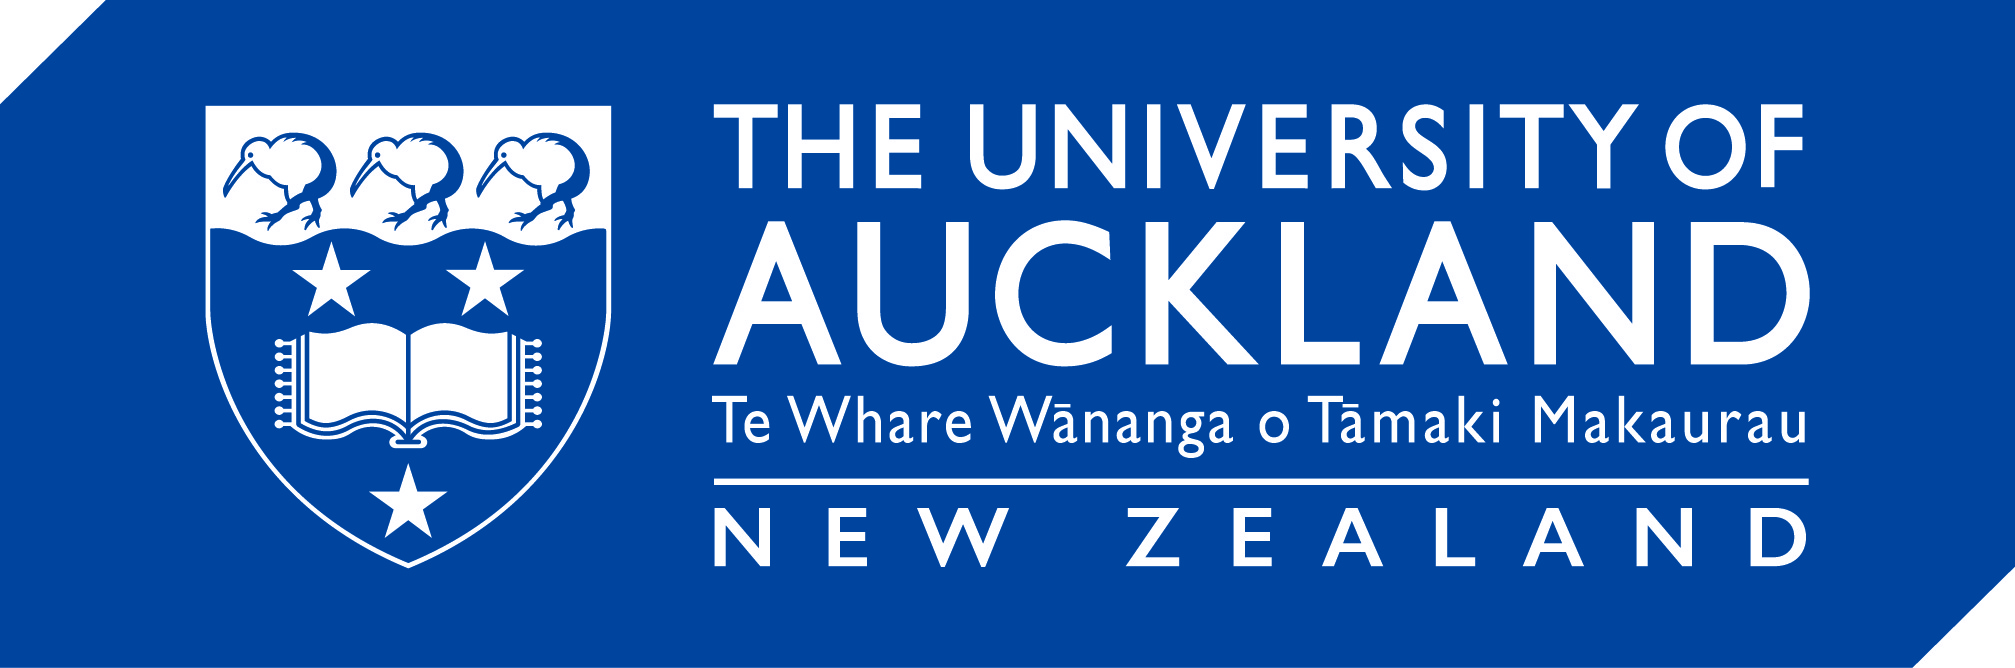 THE UNIVERSITY OF
AUCKLAND
Te Whare Wānanga o Tāmaki Makaurau
NEW ZEALAND